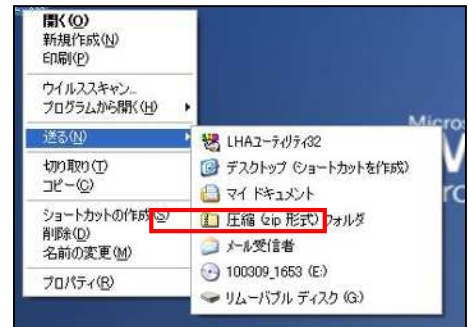 開く(O)
新規作成(N)
印刷(P)
ウイルススキャン...
プログラムから開く(H)
送る(N)
切り取り(T)
コピー(C)
ショートカットの作成(S)
削除(D)
名前の変更(M)
プロパティ(R)
LHAユーティリティ32
デスクトップ (ショートカットを作成)
マイ ドキュメント
圧縮 (zip 形式) フォルダ
メール受信者
100309_1653 (E:)
リムーバブル ディスク (G:)
Micros